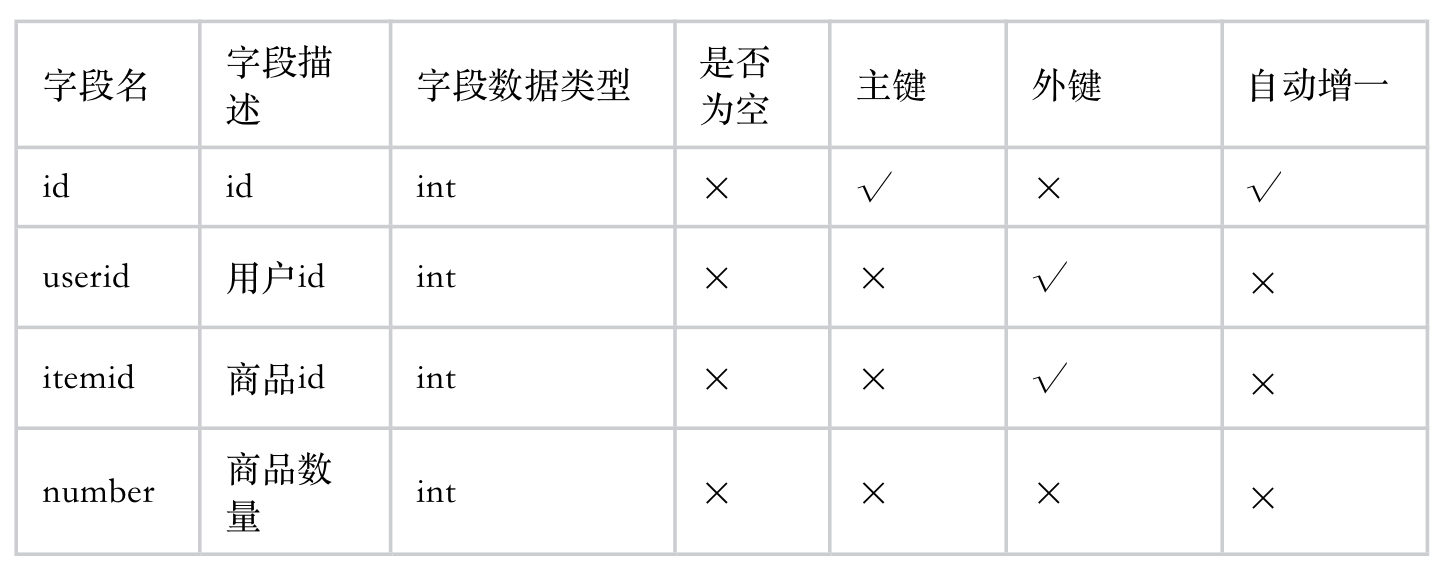 字段名 字段描述 字段数据类型 是否为空 主键 外键 自动增一
id id int × √ × √
userid 用户id int × × √ ×
itemid 商品id int × × √ ×
number 商品数量 int × × × ×